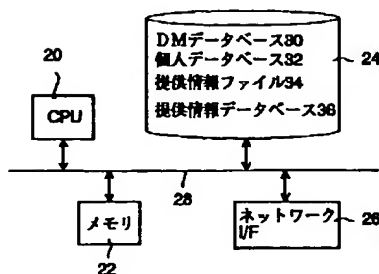 DMデータベース30
個人データベース32
提供情報ファイル34
提供情報データベース36
24
20
CPU
28
メモリ
22
ネットワーク
I/F
26